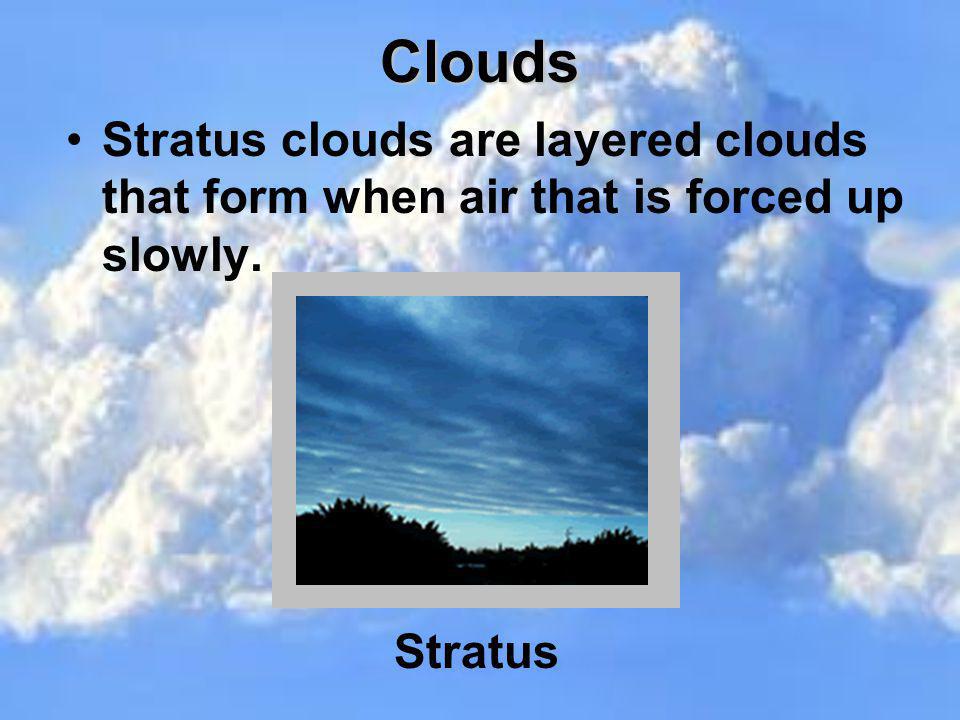 Clouds
• Stratus clouds are layered clouds
that form when air that is forced up
slowly.
Stratus